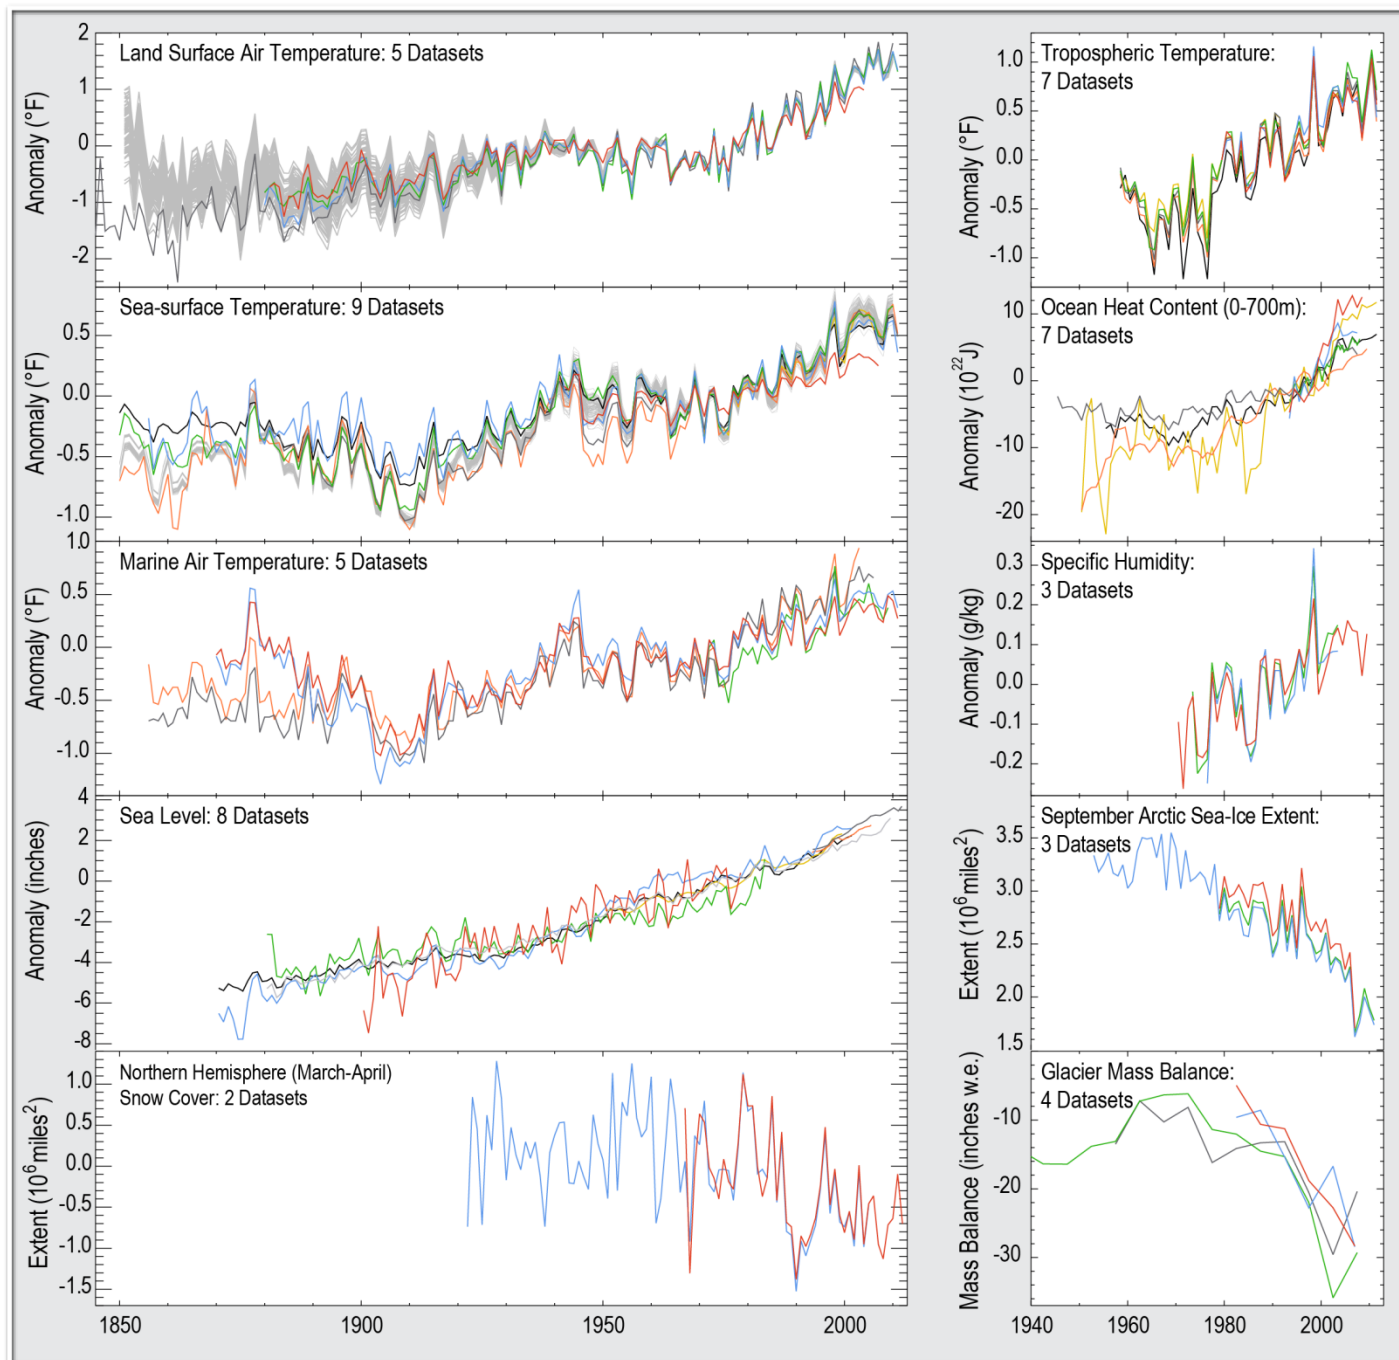 Land Surface Air Temperature: 5 Datasets
Anomaly (°F)
2
1
0
-1
-2
Sea-surface Temperature: 9 Datasets
Anomaly (°F)
0.5
0.0
-0.5
-1.0
Marine Air Temperature: 5 Datasets
Anomaly (°F)
1.0
0.5
0.0
-0.5
-1.0
Sea Level: 8 Datasets
Anomaly (inches)
4
2
0
-2
-4
-6
-8
Northern Hemisphere (March-April)
Snow Cover: 2 Datasets
Extent (10⁶ miles²)
1.0
0.5
0.0
-0.5
-1.0
-1.5
1850 1900 1950 2000
Tropospheric Temperature:
7 Datasets
Anomaly (°F)
1.0
0.5
0.0
-0.5
-1.0
Ocean Heat Content (0-700m):
7 Datasets
Anomaly (10²² J)
10
0
-10
-20
Specific Humidity:
3 Datasets
Anomaly (g/kg)
0.3
0.2
0.1
0.0
-0.1
-0.2
September Arctic Sea-Ice Extent:
3 Datasets
Extent (10⁶ miles²)
3.5
3.0
2.5
2.0
1.5
Glacier Mass Balance:
4 Datasets
Mass Balance (inches w.e.)
-10
-20
-30
1940 1960 1980 2000